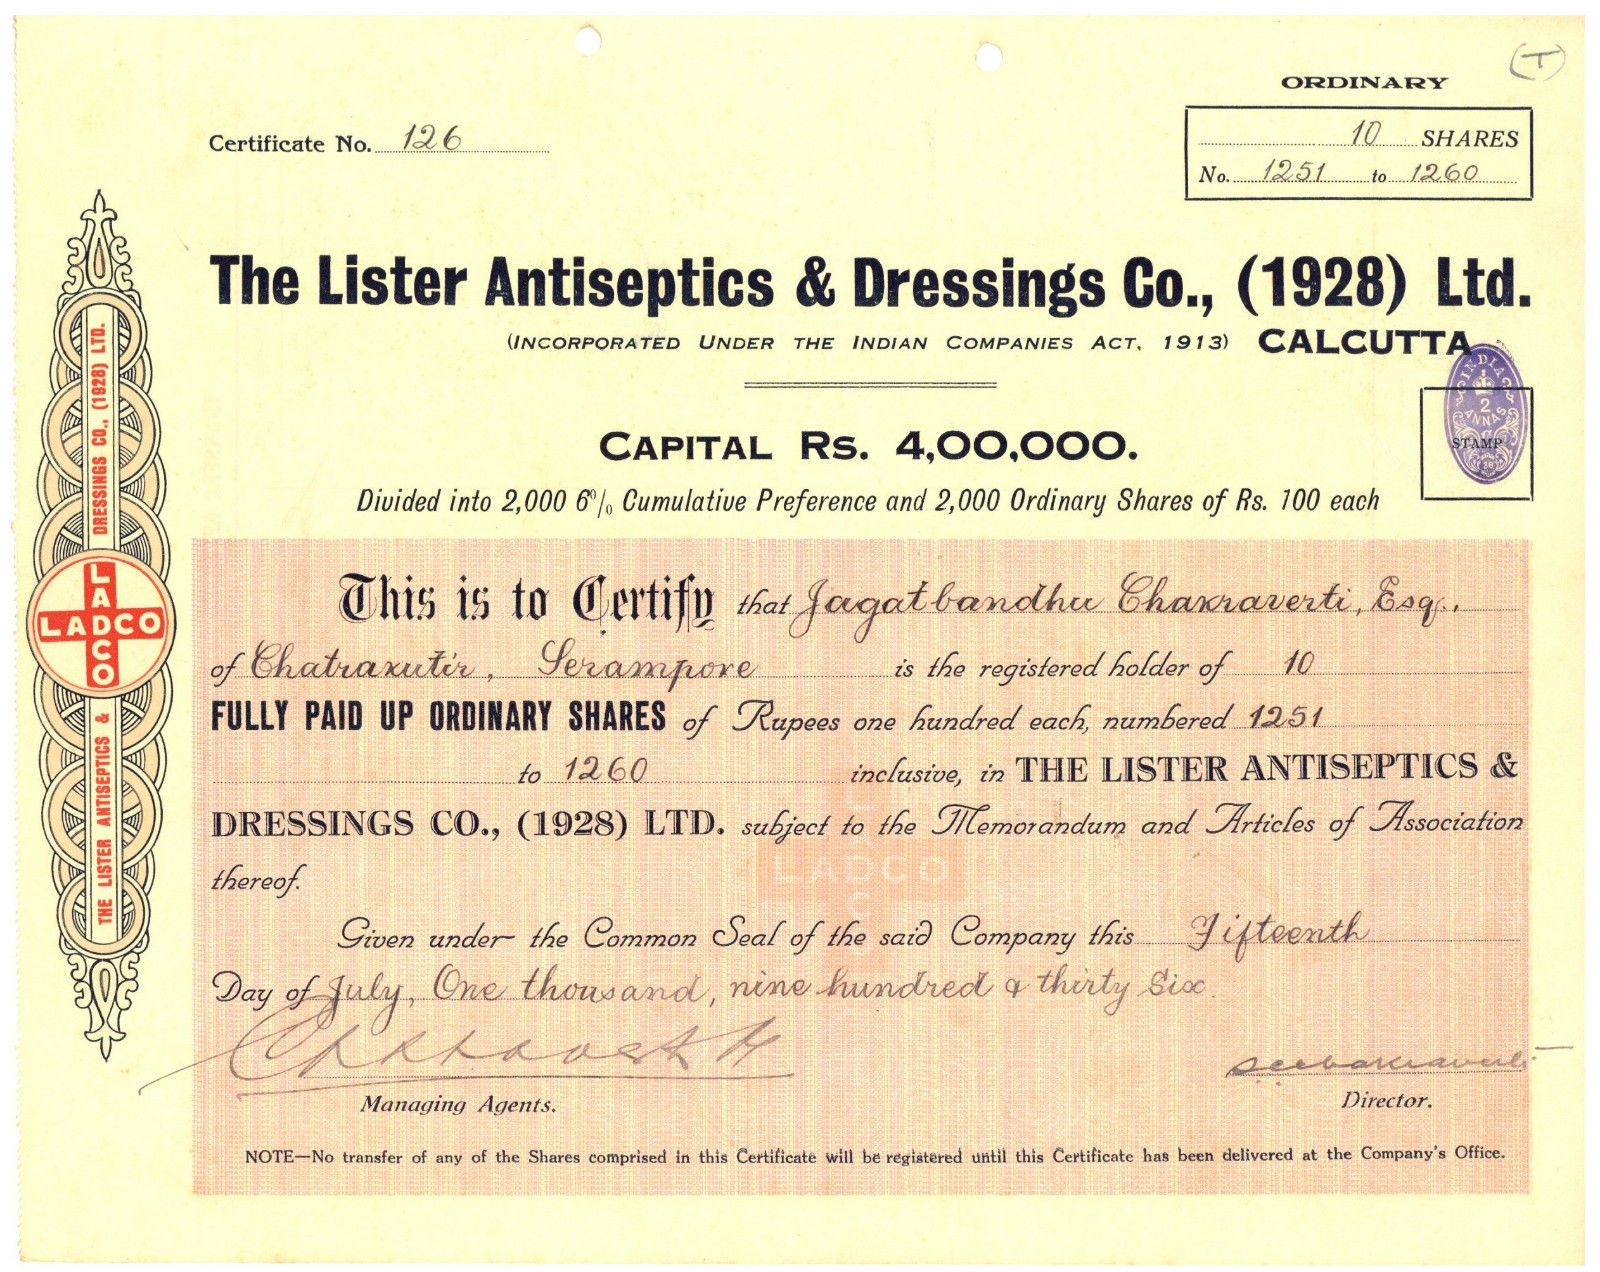 (T)
ORDINARY
Certificate No. 126
10 SHARES
No. 1251 to 1260
The Lister Antiseptics & Dressings Co., (1928) Ltd.
(INCORPORATED UNDER THE INDIAN COMPANIES ACT, 1913) CALCUTTA
INDIA
2
ANNAS
STAMP
CAPITAL RS. 4,00,000.
Divided into 2,000 6% Cumulative Preference and 2,000 Ordinary Shares of Rs. 100 each
This is to Certify that Jagatbandhu Chakraverti, Esq.,
of Chatrakutir, Serampore is the registered holder of 10
FULLY PAID UP ORDINARY SHARES of Rupees one hundred each, numbered 1251
to 1260 inclusive, in THE LISTER ANTISEPTICS &
DRESSINGS CO., (1928) LTD. subject to the Memorandum and Articles of Association
thereof.
LADCO
LADCO
Given under the Common Seal of the said Company this Fifteenth
Day of July, One thousand, nine hundred & thirty six.
Managing Agents.
Director.
NOTE—No transfer of any of the Shares comprised in this Certificate will be registered until this Certificate has been delivered at the Company's Office.
THE LISTER ANTISEPTICS & DRESSINGS CO., (1928) LTD.
LADCO
LADCO